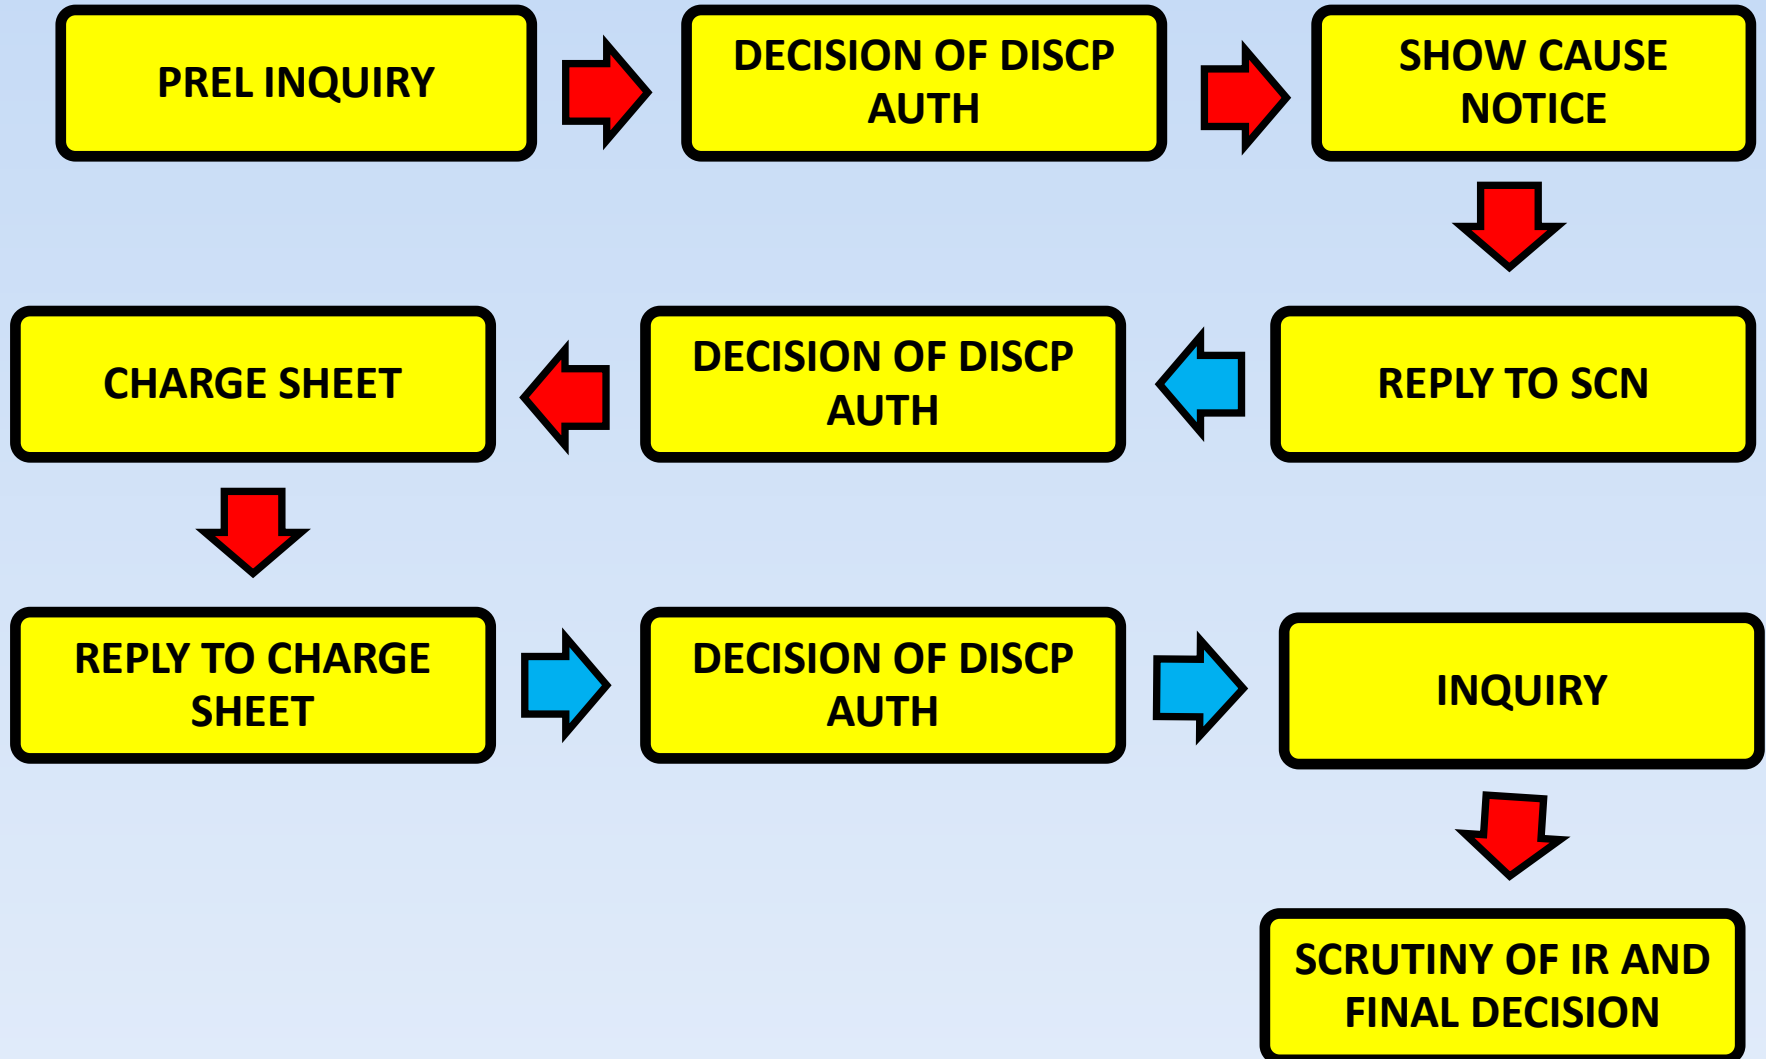 PREL INQUIRY
DECISION OF DISCP
AUTH
SHOW CAUSE
NOTICE
REPLY TO SCN
DECISION OF DISCP
AUTH
CHARGE SHEET
REPLY TO CHARGE
SHEET
DECISION OF DISCP
AUTH
INQUIRY
SCRUTINY OF IR AND
FINAL DECISION